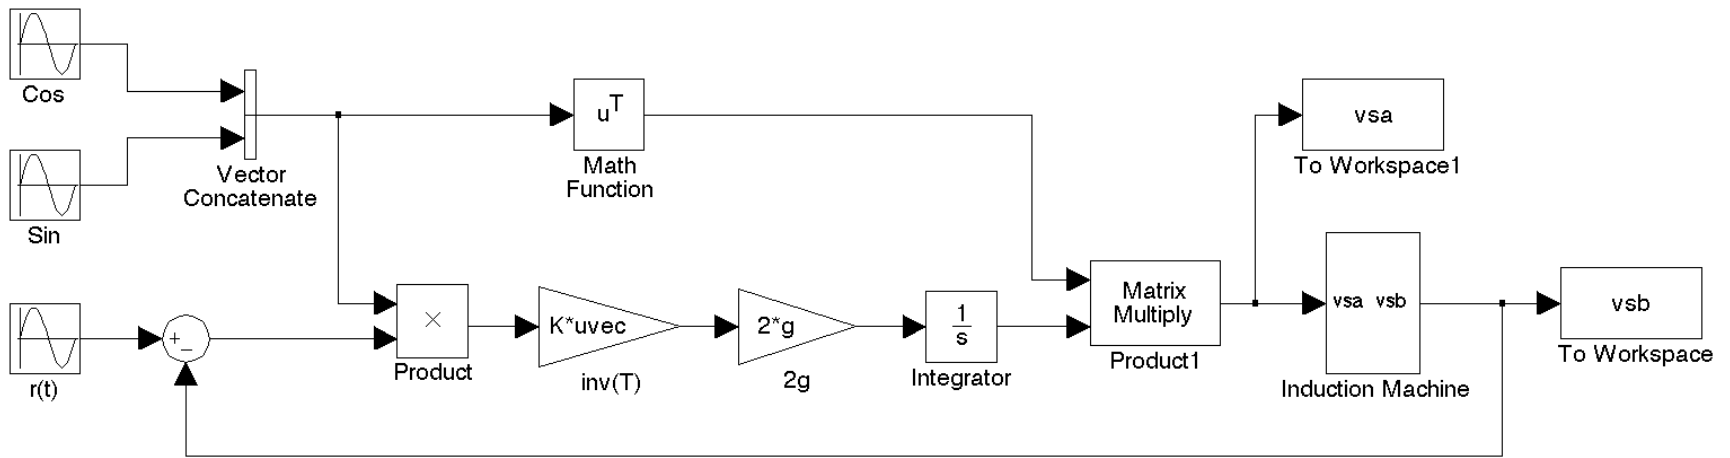 Cos
Vector
Concatenate
Sin
r(t)
+
−
×
Product
K*uvec
inv(T)
2*g
2g
1
s
Integrator
uT
Math
Function
Matrix
Multiply
Product1
vsa
To Workspace1
vsa vsb
Induction Machine
vsb
To Workspace